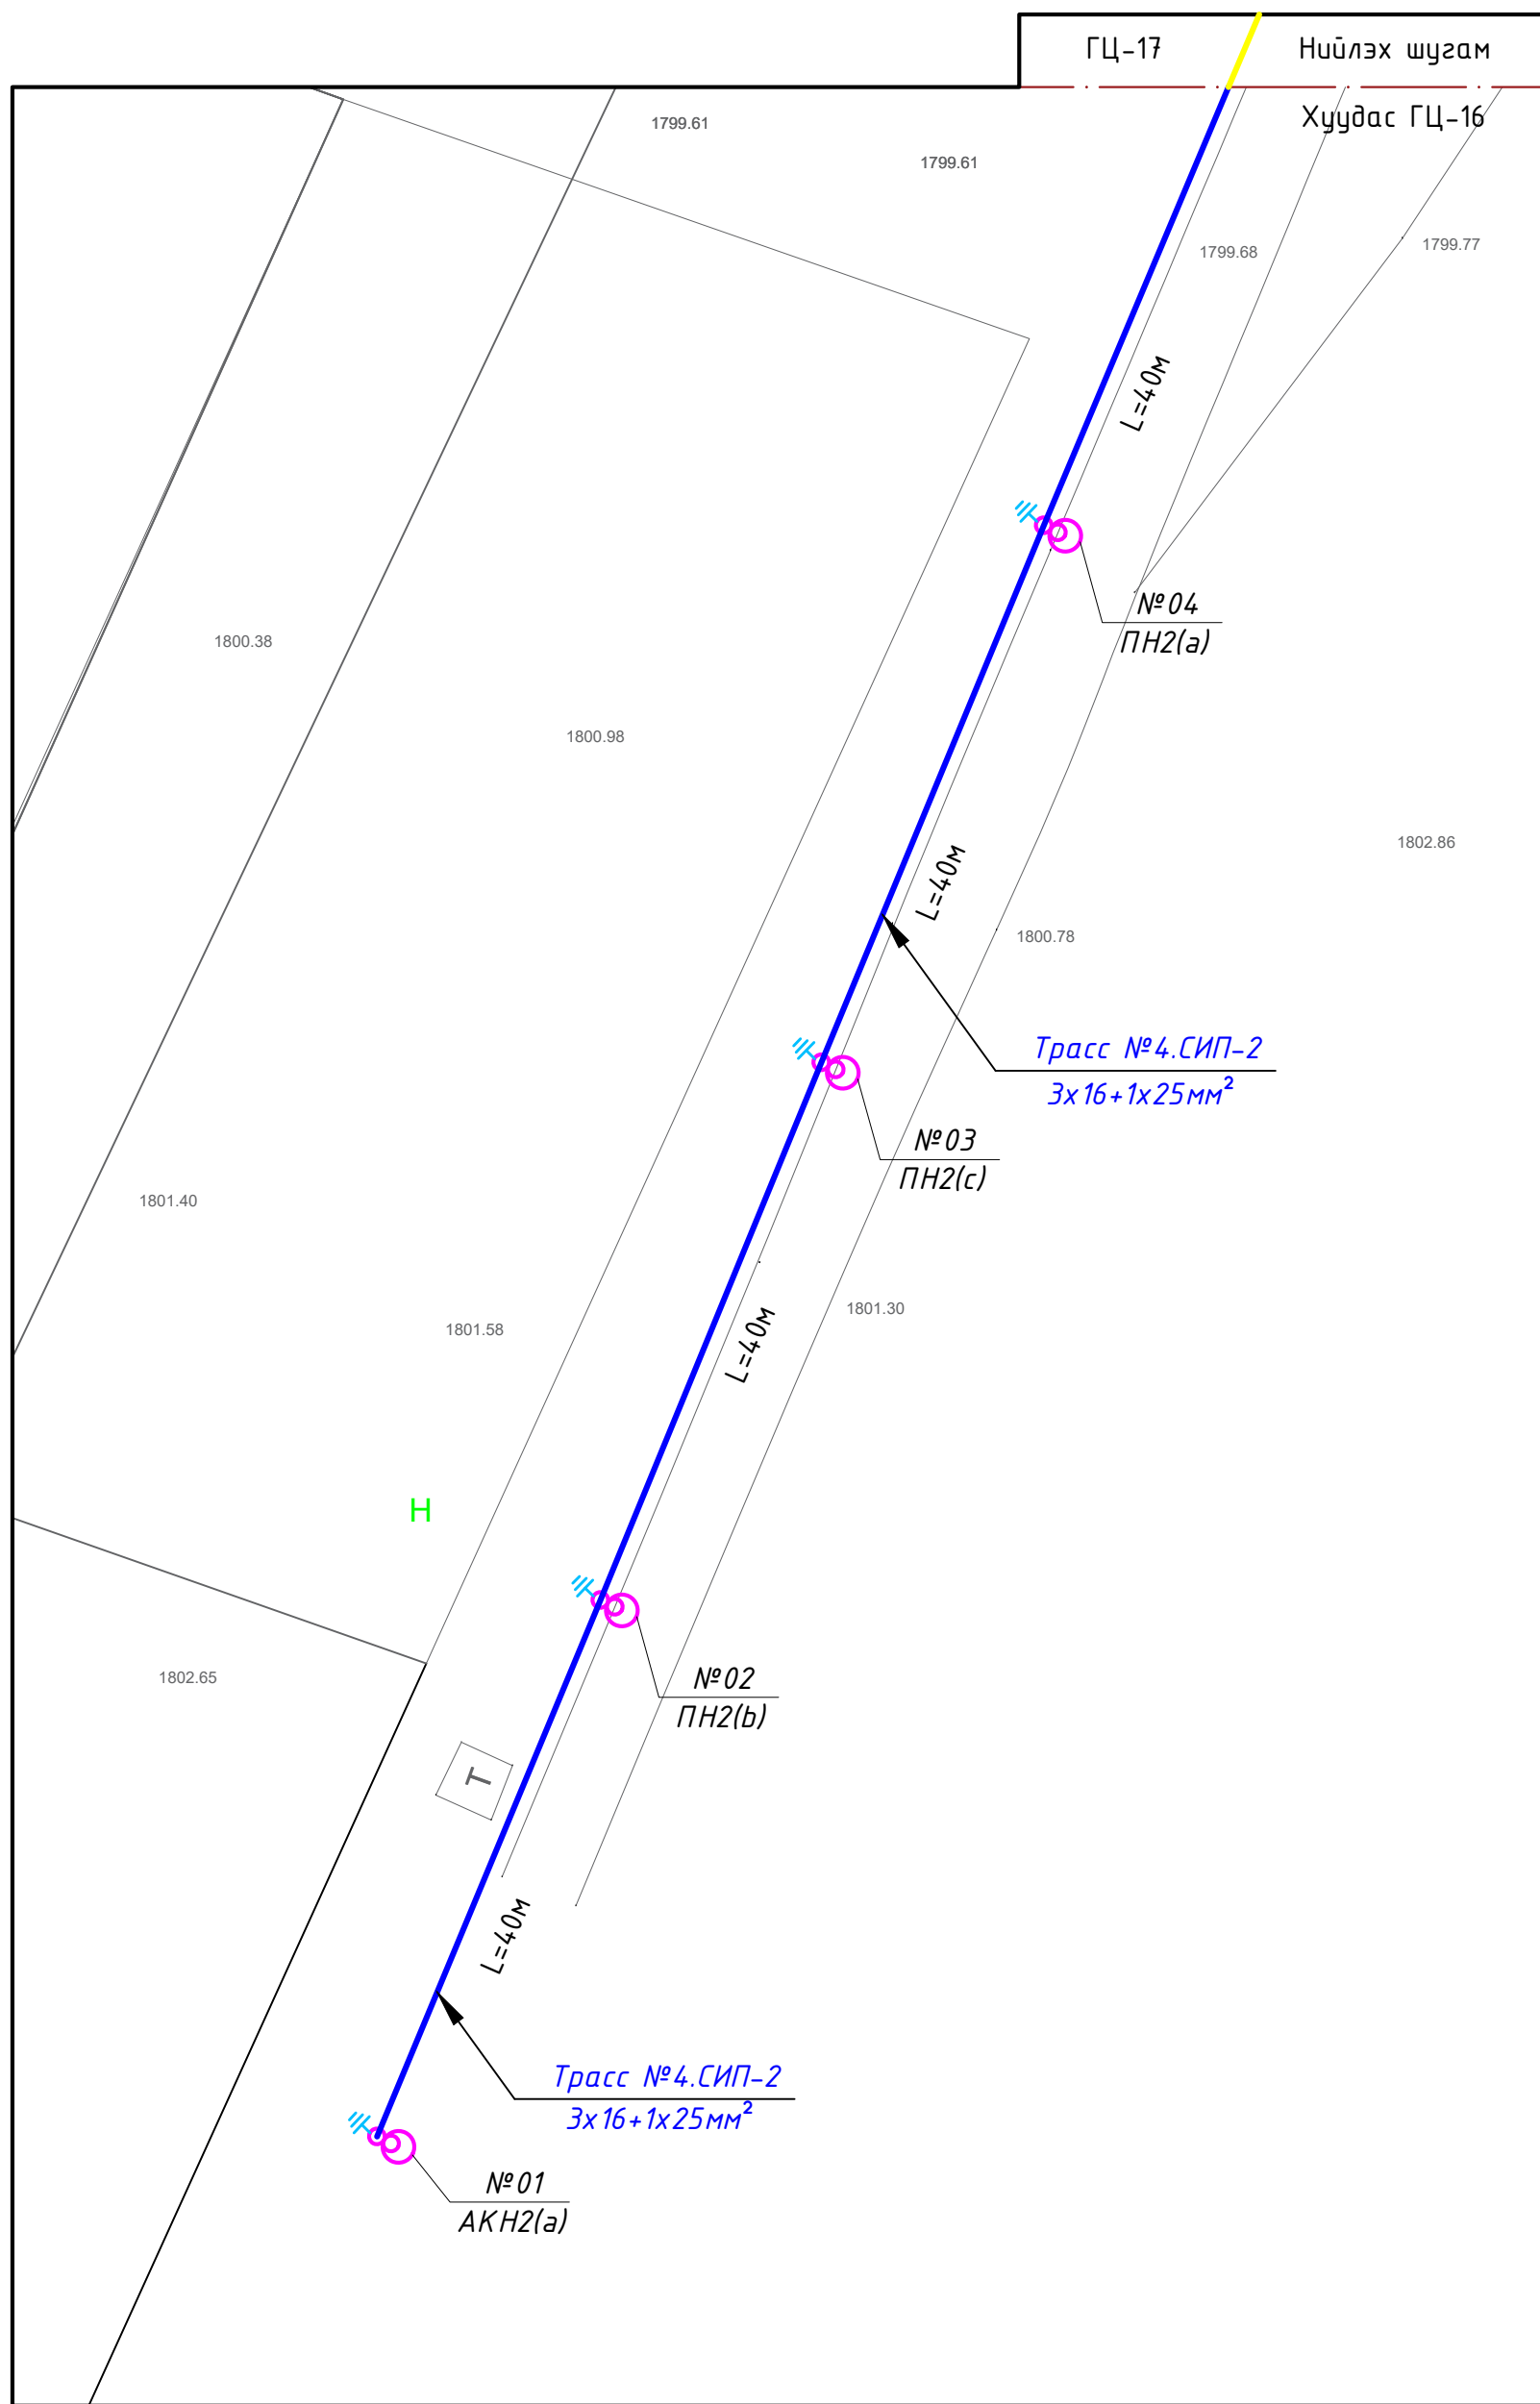 ГЦ-17
Нийлэх шугам
Хуудас ГЦ-16
1799.61
1799.61
1799.68
1799.77
L=40м
№04
ПН2(а)
1800.38
1800.98
1802.86
L=40м
1800.78
Трасс №4.СИП-2
3х16+1х25мм²
№03
ПН2(с)
1801.40
1801.30
1801.58
L=40м
Н
1802.65
№02
ПН2(b)
Т
L=40м
Трасс №4.СИП-2
3х16+1х25мм²
№01
АКН2(а)